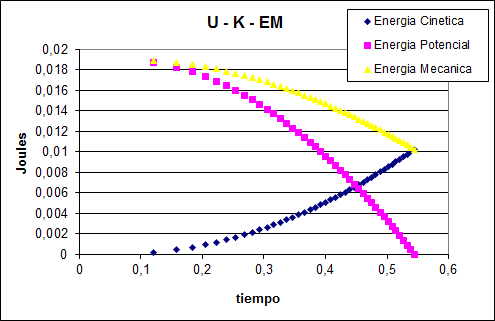 U - K - EM
Energia Cinetica
Energia Potencial
Energia Mecanica
Joules
0,02
0,018
0,016
0,014
0,012
0,01
0,008
0,006
0,004
0,002
0
0 0,1 0,2 0,3 0,4 0,5 0,6
tiempo